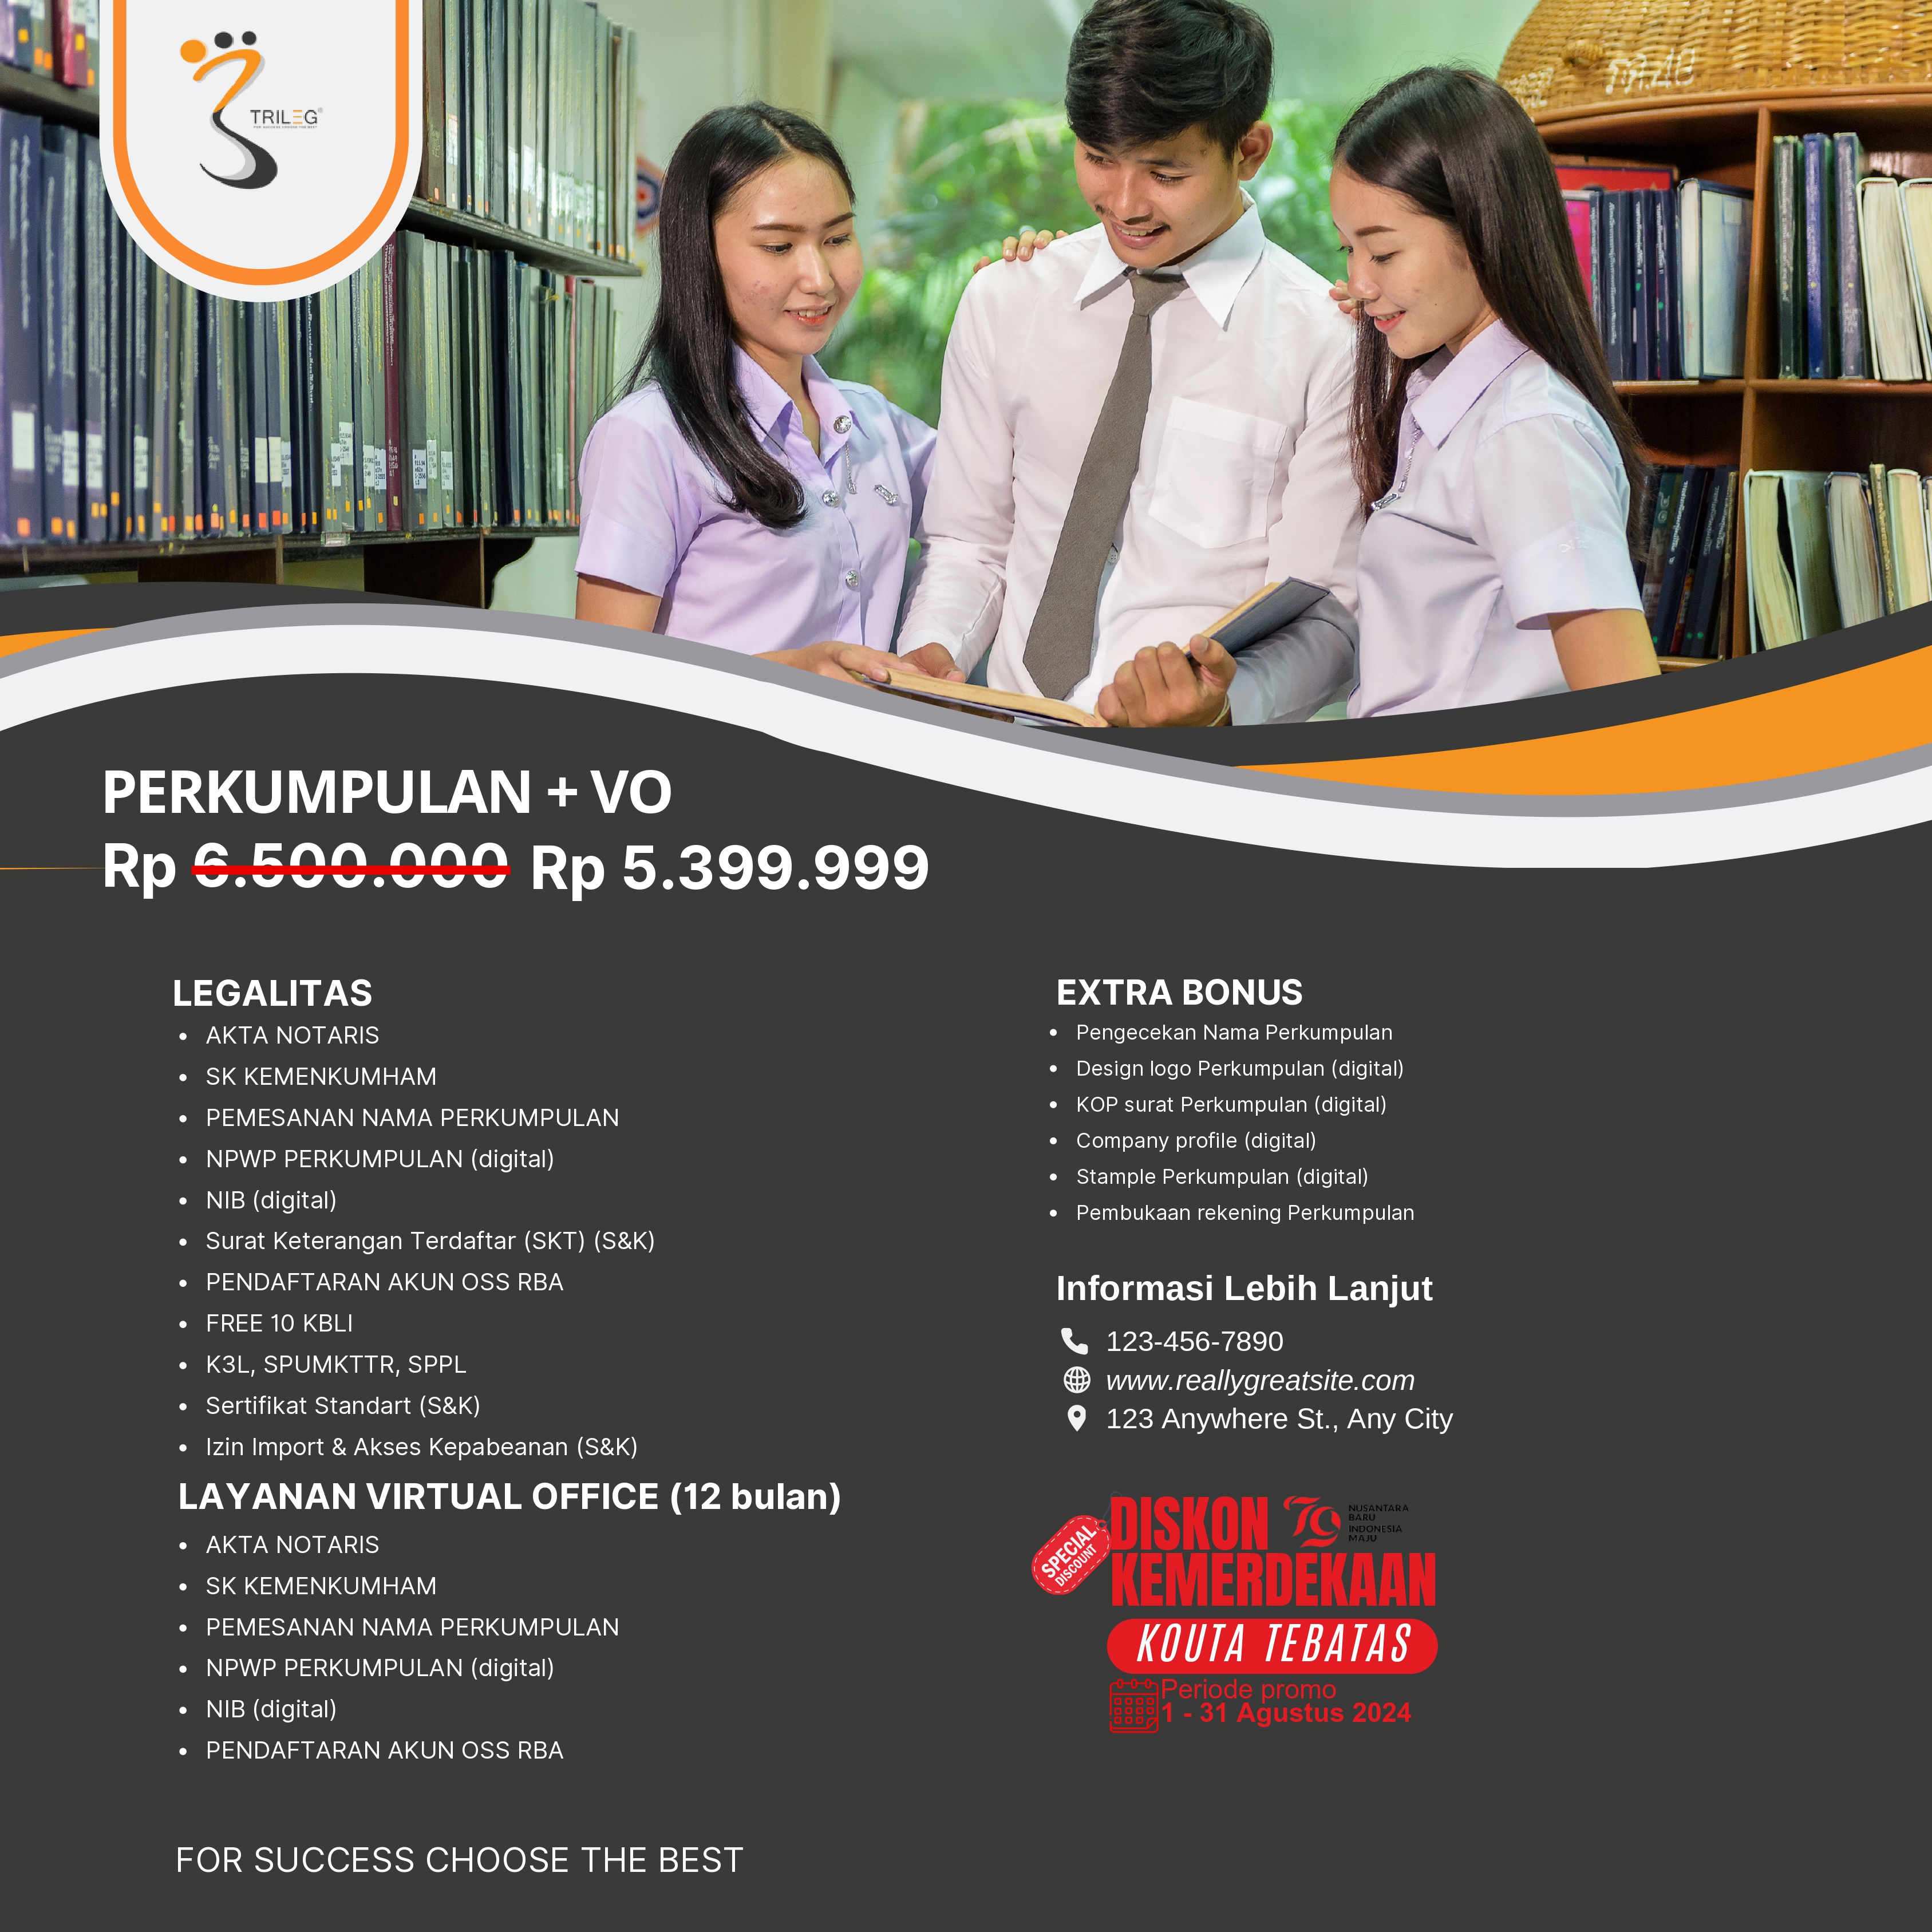 TRILEG
FOR SUCCESS CHOOSE THE BEST
PERKUMPULAN + VO
Rp 6.500.000 Rp 5.399.999
LEGALITAS
• AKTA NOTARIS
• SK KEMENKUMHAM
• PEMESANAN NAMA PERKUMPULAN
• NPWP PERKUMPULAN (digital)
• NIB (digital)
• Surat Keterangan Terdaftar (SKT) (S&K)
• PENDAFTARAN AKUN OSS RBA
• FREE 10 KBLI
• K3L, SPUMKTTR, SPPL
• Sertifikat Standart (S&K)
• Izin Import & Akses Kepabeanan (S&K)
LAYANAN VIRTUAL OFFICE (12 bulan)
• AKTA NOTARIS
• SK KEMENKUMHAM
• PEMESANAN NAMA PERKUMPULAN
• NPWP PERKUMPULAN (digital)
• NIB (digital)
• PENDAFTARAN AKUN OSS RBA
EXTRA BONUS
• Pengecekan Nama Perkumpulan
• Design logo Perkumpulan (digital)
• KOP surat Perkumpulan (digital)
• Company profile (digital)
• Stample Perkumpulan (digital)
• Pembukaan rekening Perkumpulan
Informasi Lebih Lanjut
123-456-7890
www.reallygreatsite.com
123 Anywhere St., Any City
SPECIAL
DISCOUNT
DISKON
79
NUSANTARA
BARU
INDONESIA
MAJU
KEMERDEKAAN
KOUTA TEBATAS
Periode promo
1 - 31 Agustus 2024
FOR SUCCESS CHOOSE THE BEST